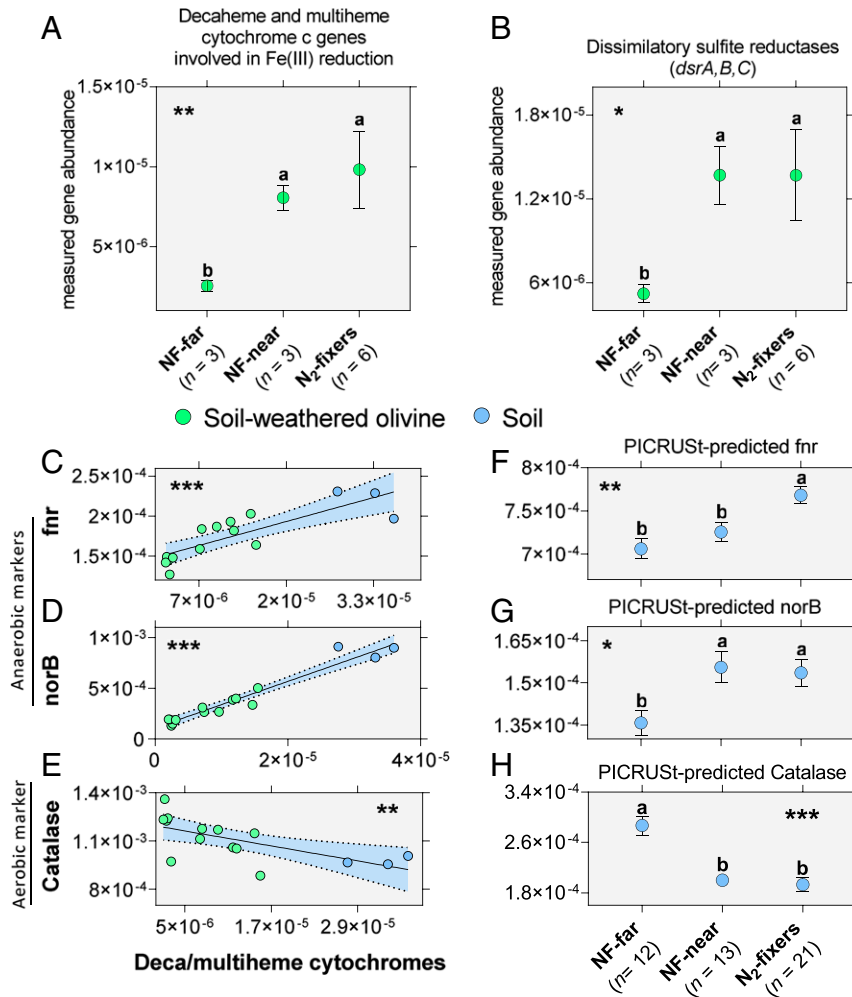 A
Decaheme and multiheme
cytochrome c genes
involved in Fe(III) reduction
measured gene abundance
1.5×10⁻⁵
1×10⁻⁵
5×10⁻⁶
**
b
a
a
NF-far
(n = 3)
NF-near
(n = 3)
N₂-fixers
(n = 6)
B
Dissimilatory sulfite reductases
(dsrA,B,C)
measured gene abundance
1.8×10⁻⁵
1.2×10⁻⁵
6×10⁻⁶
*
b
a
a
NF-far
(n= 3)
NF-near
(n = 3)
N₂-fixers
(n = 6)
Soil-weathered olivine
Soil
Anaerobic markers
C
fnr
2.5×10⁻⁴
2×10⁻⁴
1.5×10⁻⁴
***
7×10⁻⁶ 2×10⁻⁵ 3.3×10⁻⁵
D
norB
1×10⁻³
5×10⁻⁴
0
***
0 2×10⁻⁵ 4×10⁻⁵
Aerobic marker
E
Catalase
1.4×10⁻³
1.1×10⁻³
8×10⁻⁴
**
5×10⁻⁶ 1.7×10⁻⁵ 2.9×10⁻⁵
Deca/multiheme cytochromes
F
PICRUSt-predicted fnr
8×10⁻⁴
7.5×10⁻⁴
7×10⁻⁴
**
b
b
a
G
PICRUSt-predicted norB
1.65×10⁻⁴
1.5×10⁻⁴
1.35×10⁻⁴
*
b
a
a
H
PICRUSt-predicted Catalase
3.4×10⁻⁴
2.6×10⁻⁴
1.8×10⁻⁴
***
a
b
b
NF-far
(n= 12)
NF-near
(n = 13)
N₂-fixers
(n = 21)